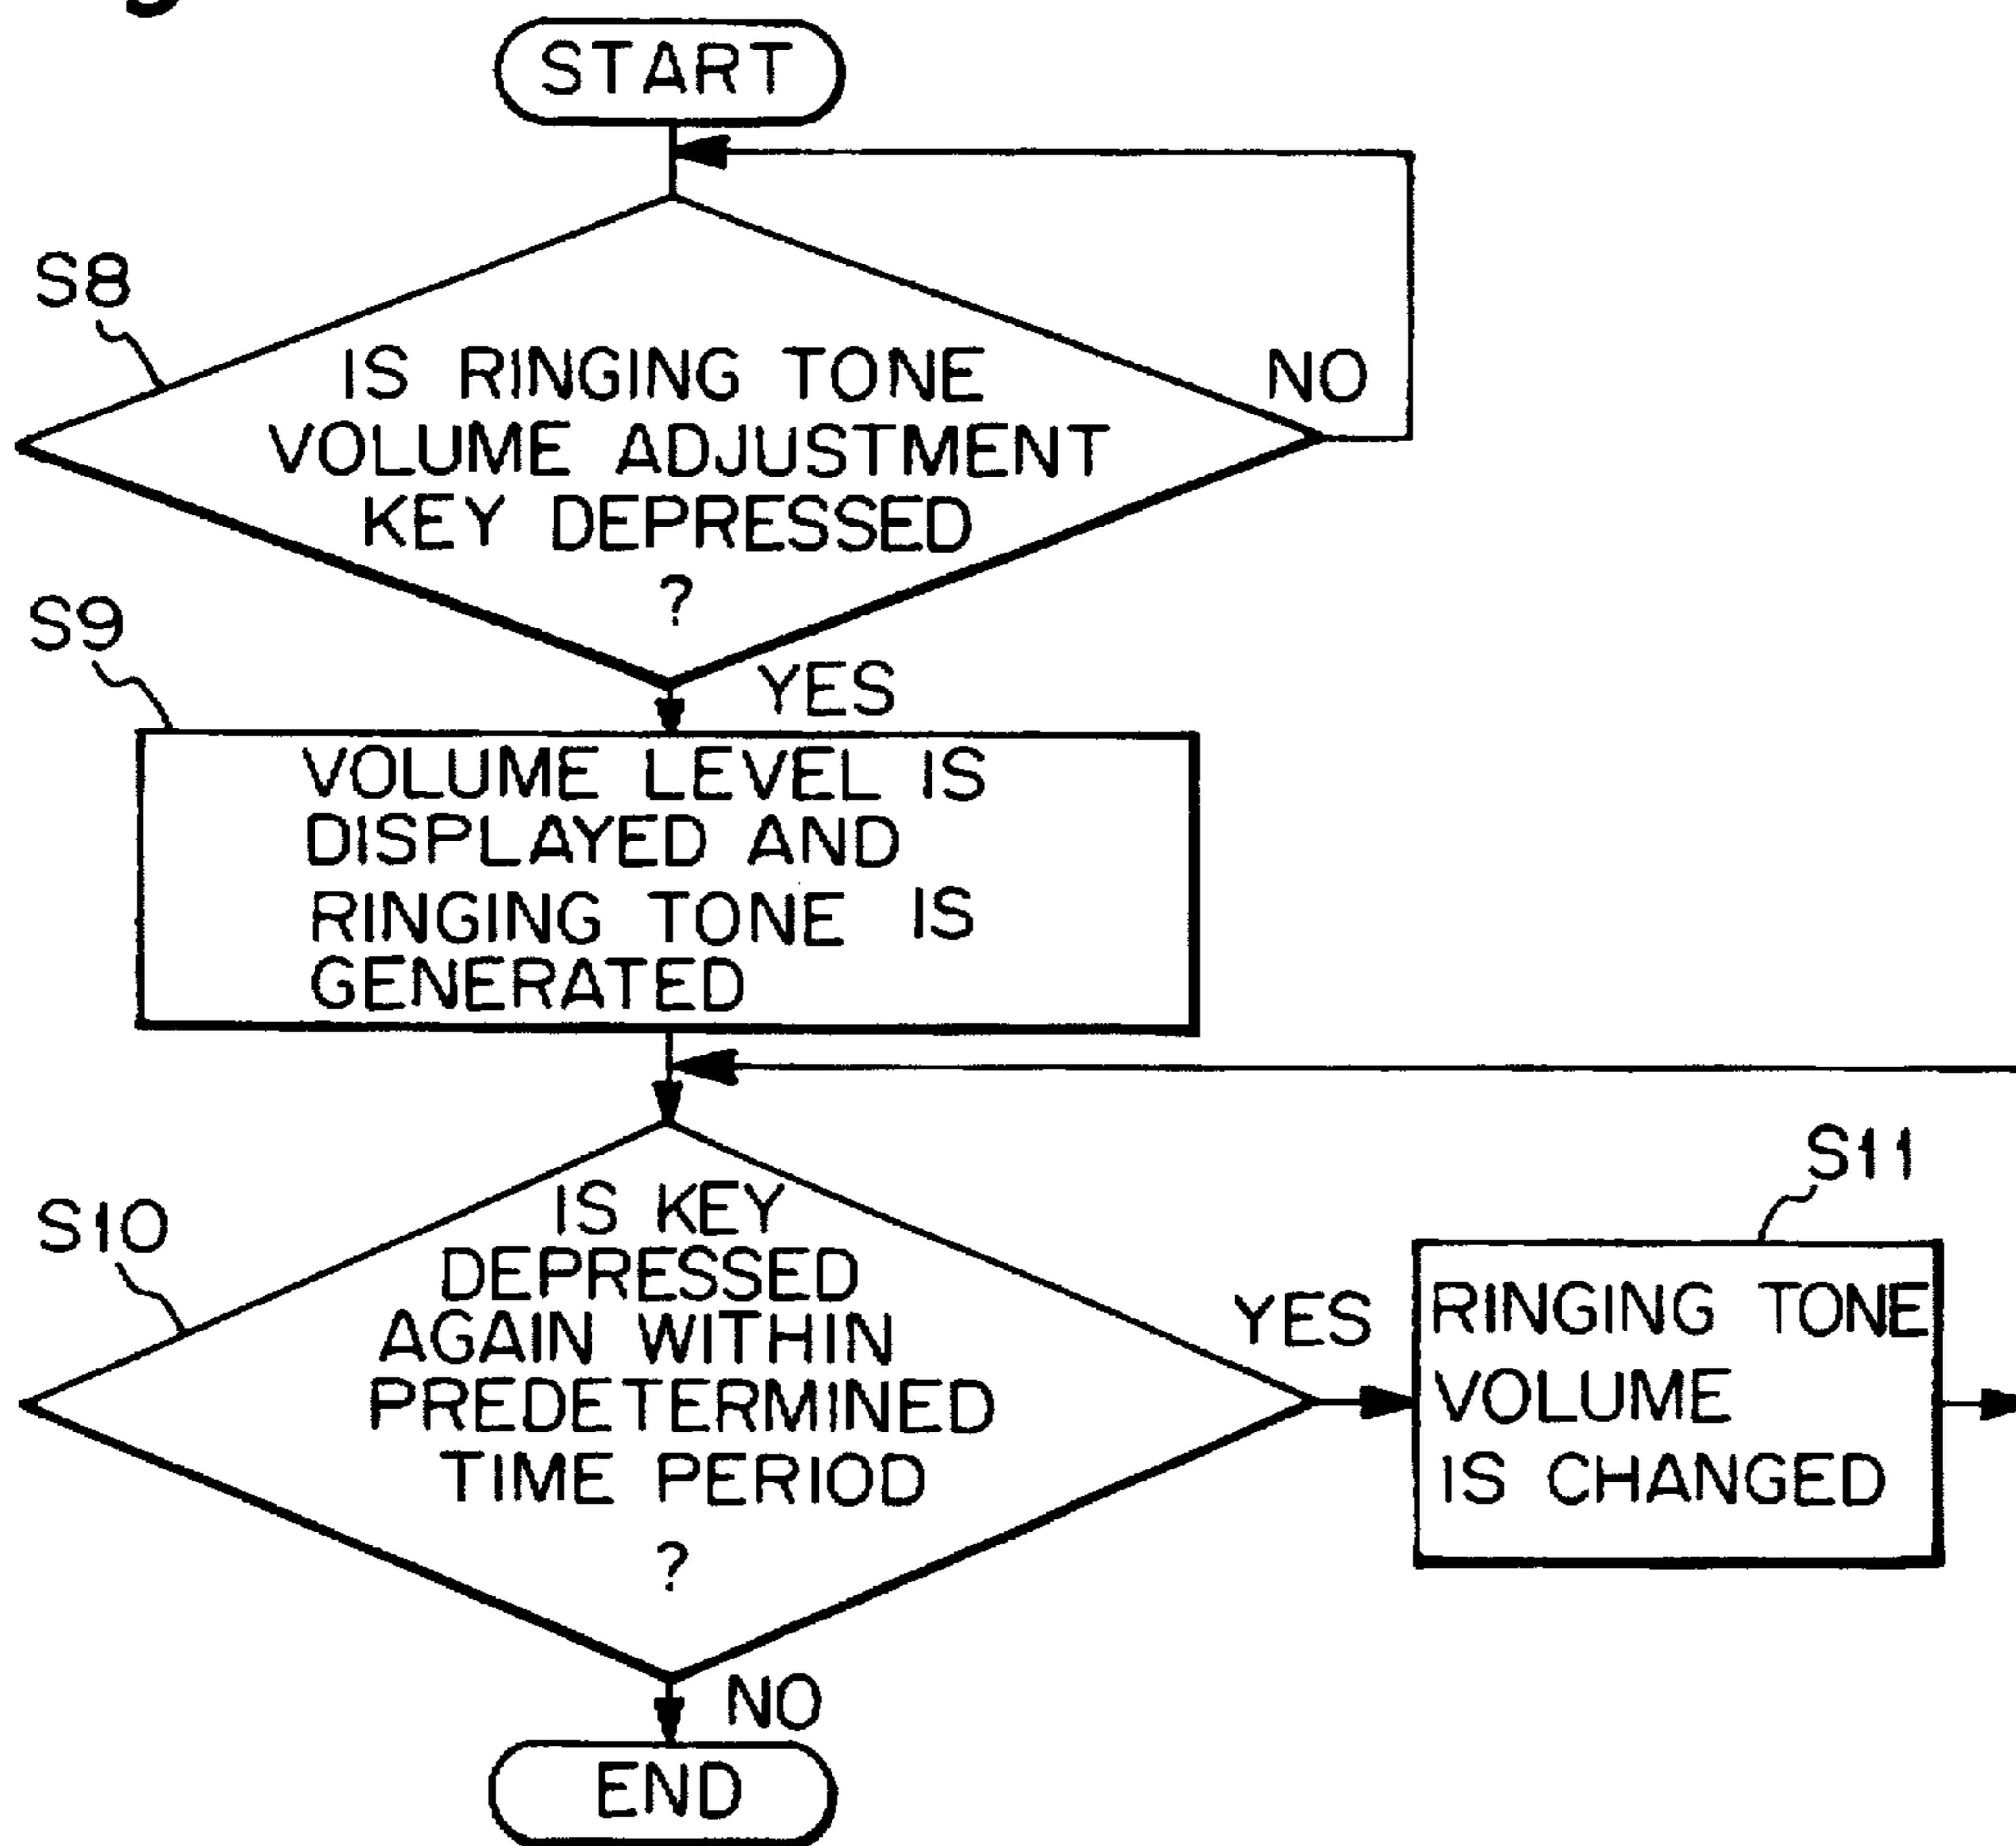 START
S8
IS RINGING TONE
VOLUME ADJUSTMENT
KEY DEPRESSED
?
NO
S9
YES
VOLUME LEVEL IS
DISPLAYED AND
RINGING TONE IS
GENERATED
S10
IS KEY
DEPRESSED
AGAIN WITHIN
PREDETERMINED
TIME PERIOD
?
YES
S11
RINGING TONE
VOLUME
IS CHANGED
NO
END